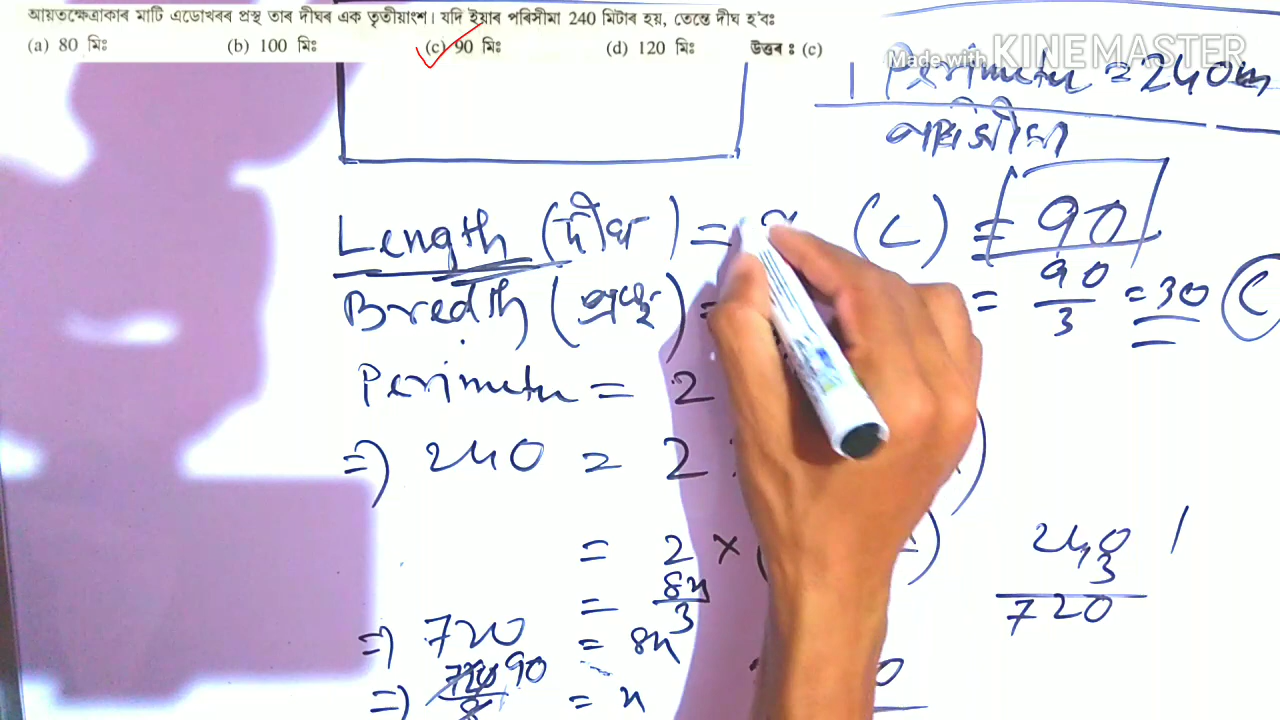 আয়তক্ষেত্ৰাকাৰ মাটি এডোখৰৰ প্ৰস্থ তাৰ দীঘৰ এক তৃতীয়াংশ। যদি ইয়াৰ পৰিসীমা 240 মিটাৰ হয়, তেন্তে দীঘ হ'বঃ
(a) 80 মিঃ (b) 100 মিঃ (c) 90 মিঃ (d) 120 মিঃ উত্তৰ : (c)
Made with KINEMASTER
Perimeter = 240m
পৰিসীমা
Length (দীঘ) = (L) = 90
Bredth (প্ৰস্থ) = = 90/3 = 30
Perimeter = 2
⇒) 240 = 2
= 2 × (
= 8x/3
⇒) 720 = 8x
⇒) 720/8 90 = x
240
3
720